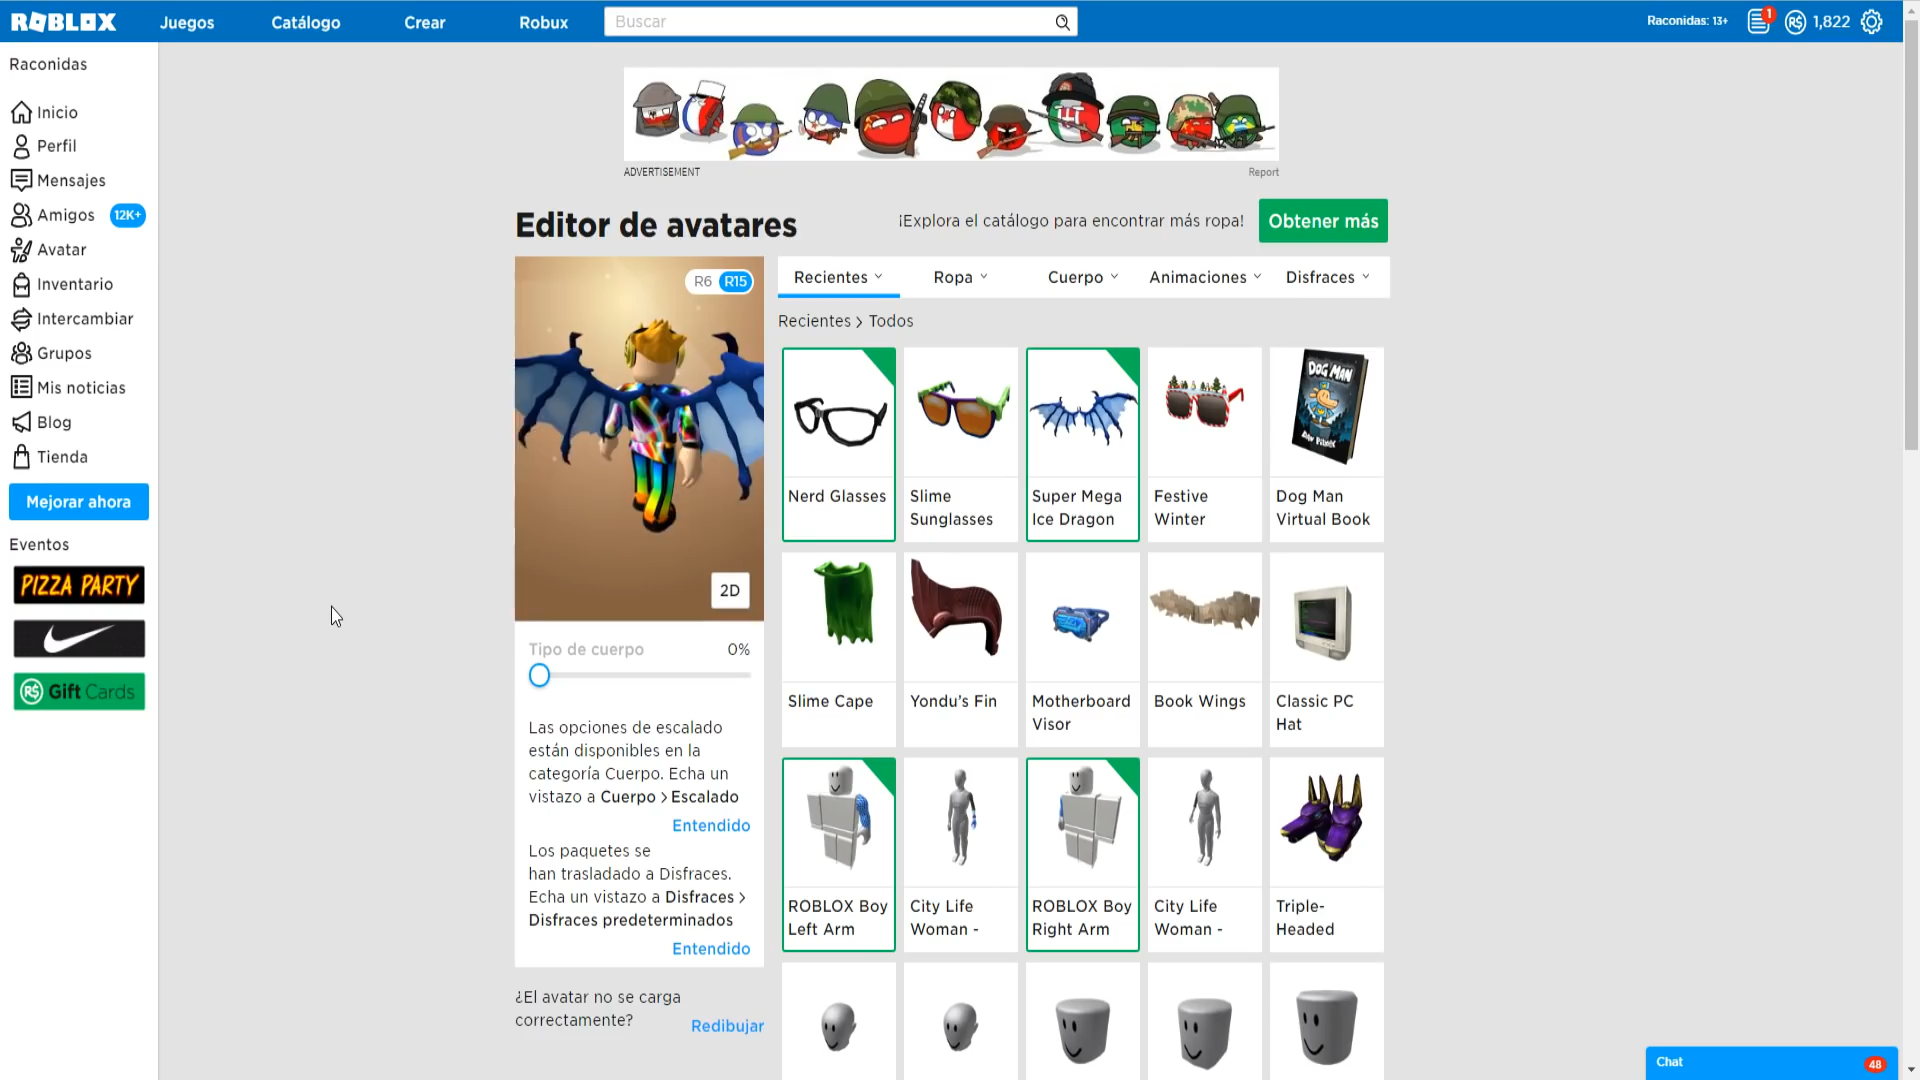 ROBLOX
Juegos
Catálogo
Crear
Robux
Buscar
Raconidas: 13+
1
1,822
Raconidas
Inicio
Perfil
Mensajes
Amigos 12K+
Avatar
Inventario
Intercambiar
Grupos
Mis noticias
Blog
Tienda
Mejorar ahora
Eventos
PIZZA PARTY
Gift Cards
ADVERTISEMENT
Report
Editor de avatares
¡Explora el catálogo para encontrar más ropa!
Obtener más
R6 R15
2D
Tipo de cuerpo 0%
Las opciones de escalado
están disponibles en la
categoría Cuerpo. Echa un
vistazo a Cuerpo > Escalado
Entendido
Los paquetes se
han trasladado a Disfraces.
Echa un vistazo a Disfraces >
Disfraces predeterminados
Entendido
¿El avatar no se carga
correctamente?
Redibujar
Recientes
Ropa
Cuerpo
Animaciones
Disfraces
Recientes > Todos
DOG MAN
Nerd Glasses
Slime
Sunglasses
Super Mega
Ice Dragon
Festive
Winter
Dog Man
Virtual Book
Slime Cape
Yondu's Fin
Motherboard
Visor
Book Wings
Classic PC
Hat
ROBLOX Boy
Left Arm
City Life
Woman -
ROBLOX Boy
Right Arm
City Life
Woman -
Triple-
Headed
Chat
48